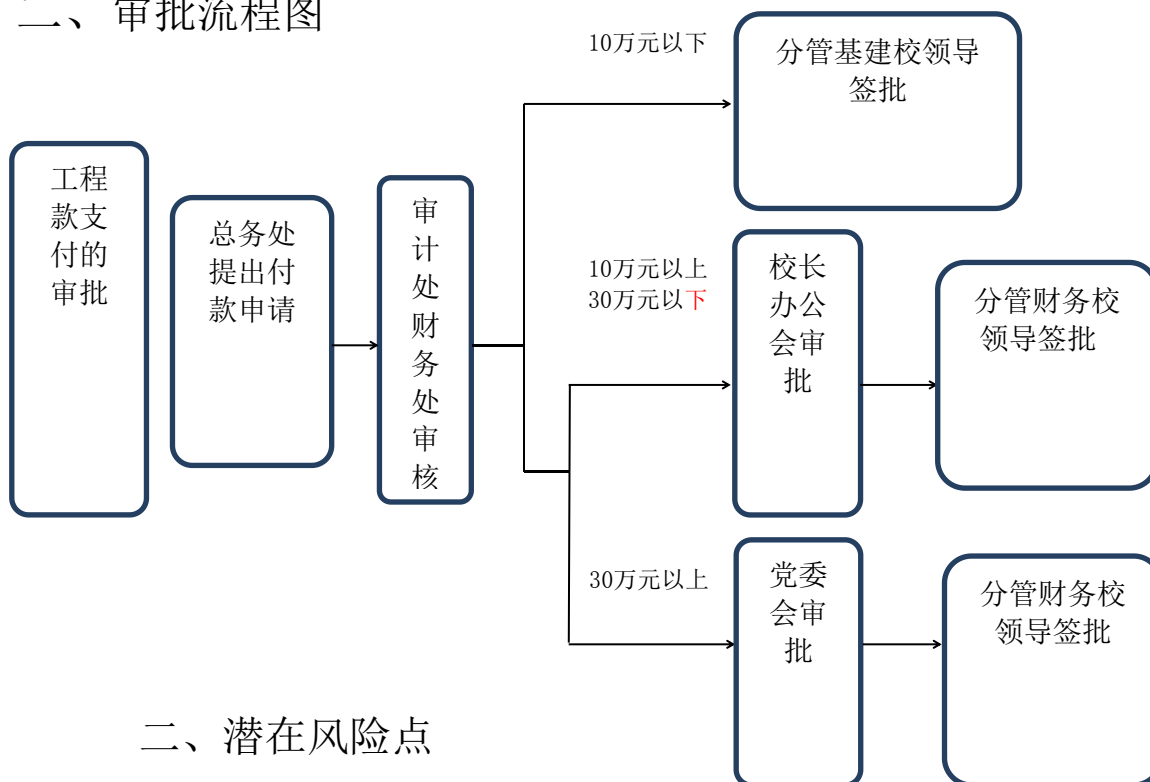 二、审批流程图
工程
款支
付的
审批
总务处
提出付
款申请
审
计
处
财
务
处
审
核
10万元以下
分管基建校领导
签批
10万元以上
30万元以下
校长
办公
会审
批
分管财务校
领导签批
30万元以上
党委
会审
批
分管财务校
领导签批
二、潜在风险点